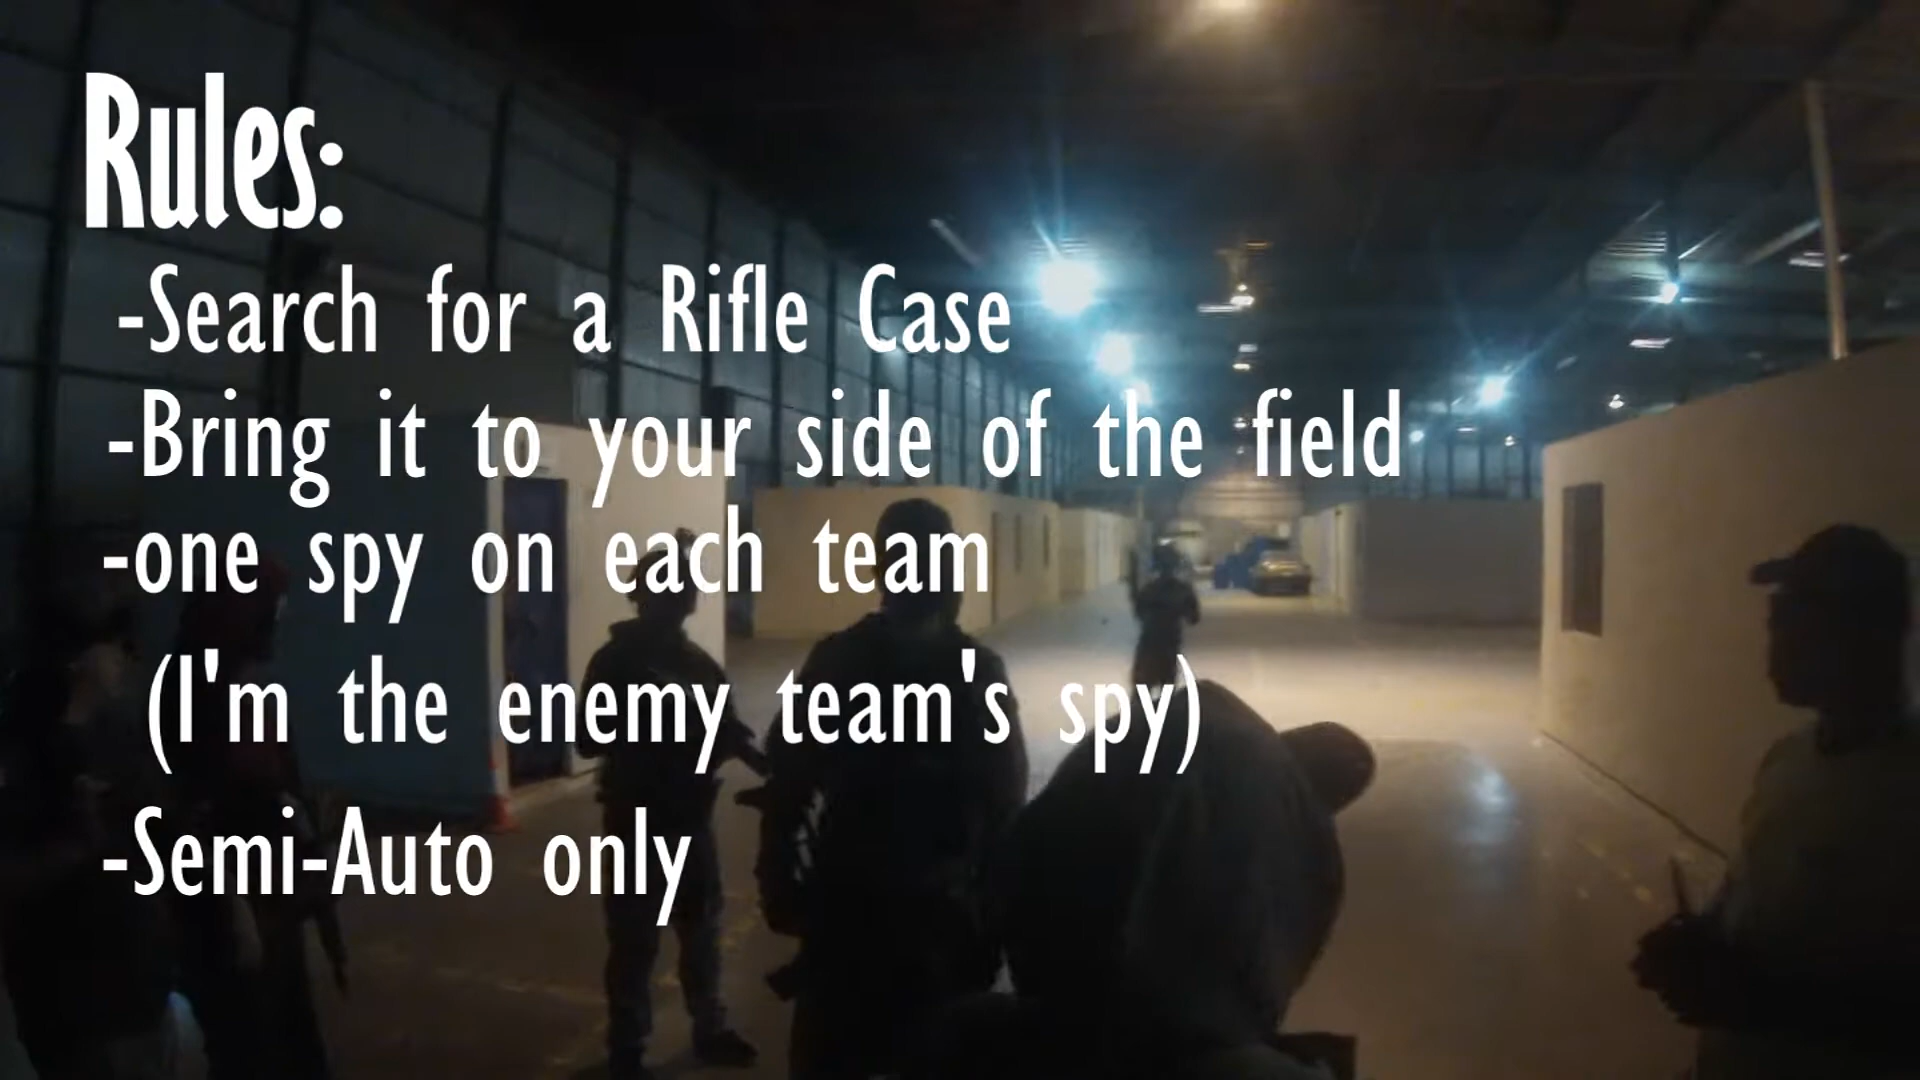 Rules:
-Search for a Rifle Case
-Bring it to your side of the field
-one spy on each team
(I'm the enemy team's spy)
-Semi-Auto only